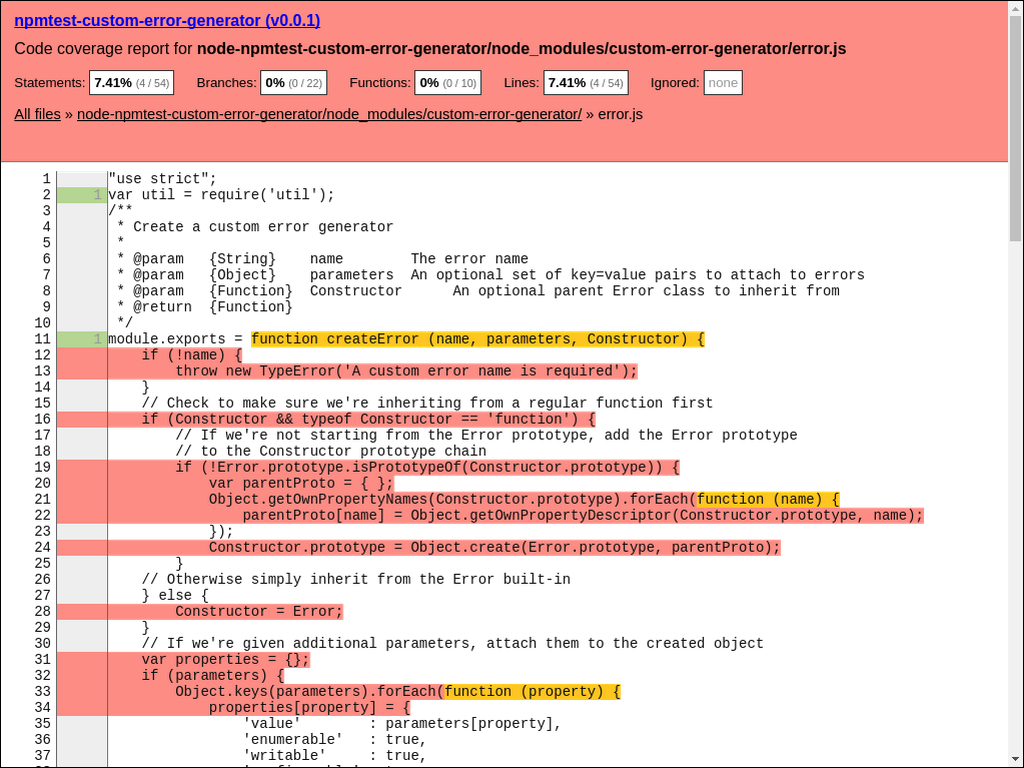 npmtest-custom-error-generator (v0.0.1)
Code coverage report for node-npmtest-custom-error-generator/node_modules/custom-error-generator/error.js
Statements: 7.41% (4 / 54) Branches: 0% (0 / 22) Functions: 0% (0 / 10) Lines: 7.41% (4 / 54) Ignored: none
All files » node-npmtest-custom-error-generator/node_modules/custom-error-generator/ » error.js
1 "use strict";
2 1 var util = require('util');
3 /**
4  * Create a custom error generator
5  *
6  * @param   {String}    name        The error name
7  * @param   {Object}    parameters  An optional set of key=value pairs to attach to errors
8  * @param   {Function}  Constructor      An optional parent Error class to inherit from
9  * @return  {Function}
10  */
11 1 module.exports = function createError (name, parameters, Constructor) {
12     if (!name) {
13         throw new TypeError('A custom error name is required');
14     }
15     // Check to make sure we're inheriting from a regular function first
16     if (Constructor && typeof Constructor == 'function') {
17         // If we're not starting from the Error prototype, add the Error prototype
18         // to the Constructor prototype chain
19         if (!Error.prototype.isPrototypeOf(Constructor.prototype)) {
20             var parentProto = { };
21             Object.getOwnPropertyNames(Constructor.prototype).forEach(function (name) {
22                 parentProto[name] = Object.getOwnPropertyDescriptor(Constructor.prototype, name);
23             });
24             Constructor.prototype = Object.create(Error.prototype, parentProto);
25         }
26     // Otherwise simply inherit from the Error built-in
27     } else {
28         Constructor = Error;
29     }
30     // If we're given additional parameters, attach them to the created object
31     var properties = {};
32     if (parameters) {
33         Object.keys(parameters).forEach(function (property) {
34             properties[property] = {
35                 'value'        : parameters[property],
36                 'enumerable'   : true,
37                 'writable'     : true,